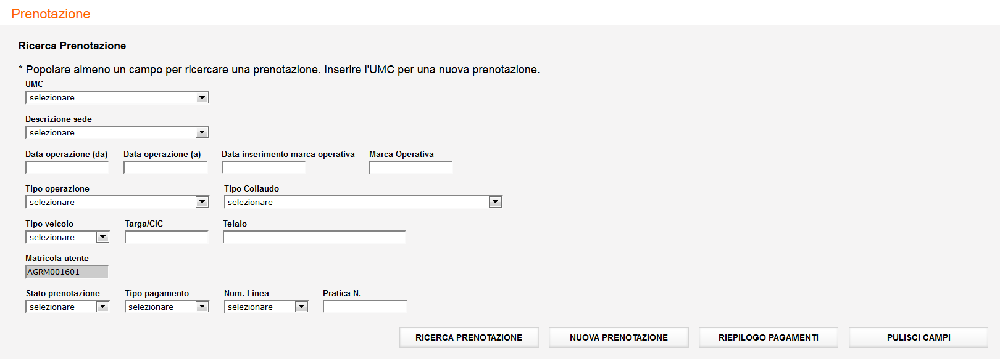 Prenotazione
Ricerca Prenotazione
* Popolare almeno un campo per ricercare una prenotazione. Inserire l'UMC per una nuova prenotazione.
UMC
selezionare
Descrizione sede
selezionare
Data operazione (da) Data operazione (a) Data inserimento marca operativa Marca Operativa
Tipo operazione Tipo Collaudo
selezionare selezionare
Tipo veicolo Targa/CIC Telaio
selezionare
Matricola utente
AGRM001601
Stato prenotazione Tipo pagamento Num. Linea Pratica N.
selezionare selezionare selezionare
RICERCA PRENOTAZIONE NUOVA PRENOTAZIONE RIEPILOGO PAGAMENTI PULISCI CAMPI